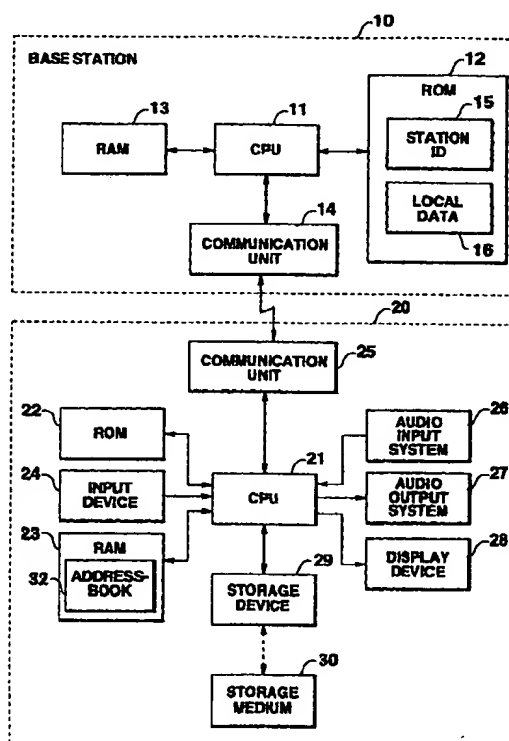 10
BASE STATION
12
ROM
13
RAM
11
CPU
15
STATION
ID
LOCAL
DATA
16
14
COMMUNICATION
UNIT
20
COMMUNICATION
UNIT
25
22
ROM
24
INPUT
DEVICE
23
RAM
32
ADDRESS-
BOOK
21
CPU
26
AUDIO
INPUT
SYSTEM
27
AUDIO
OUTPUT
SYSTEM
28
DISPLAY
DEVICE
29
STORAGE
DEVICE
30
STORAGE
MEDIUM